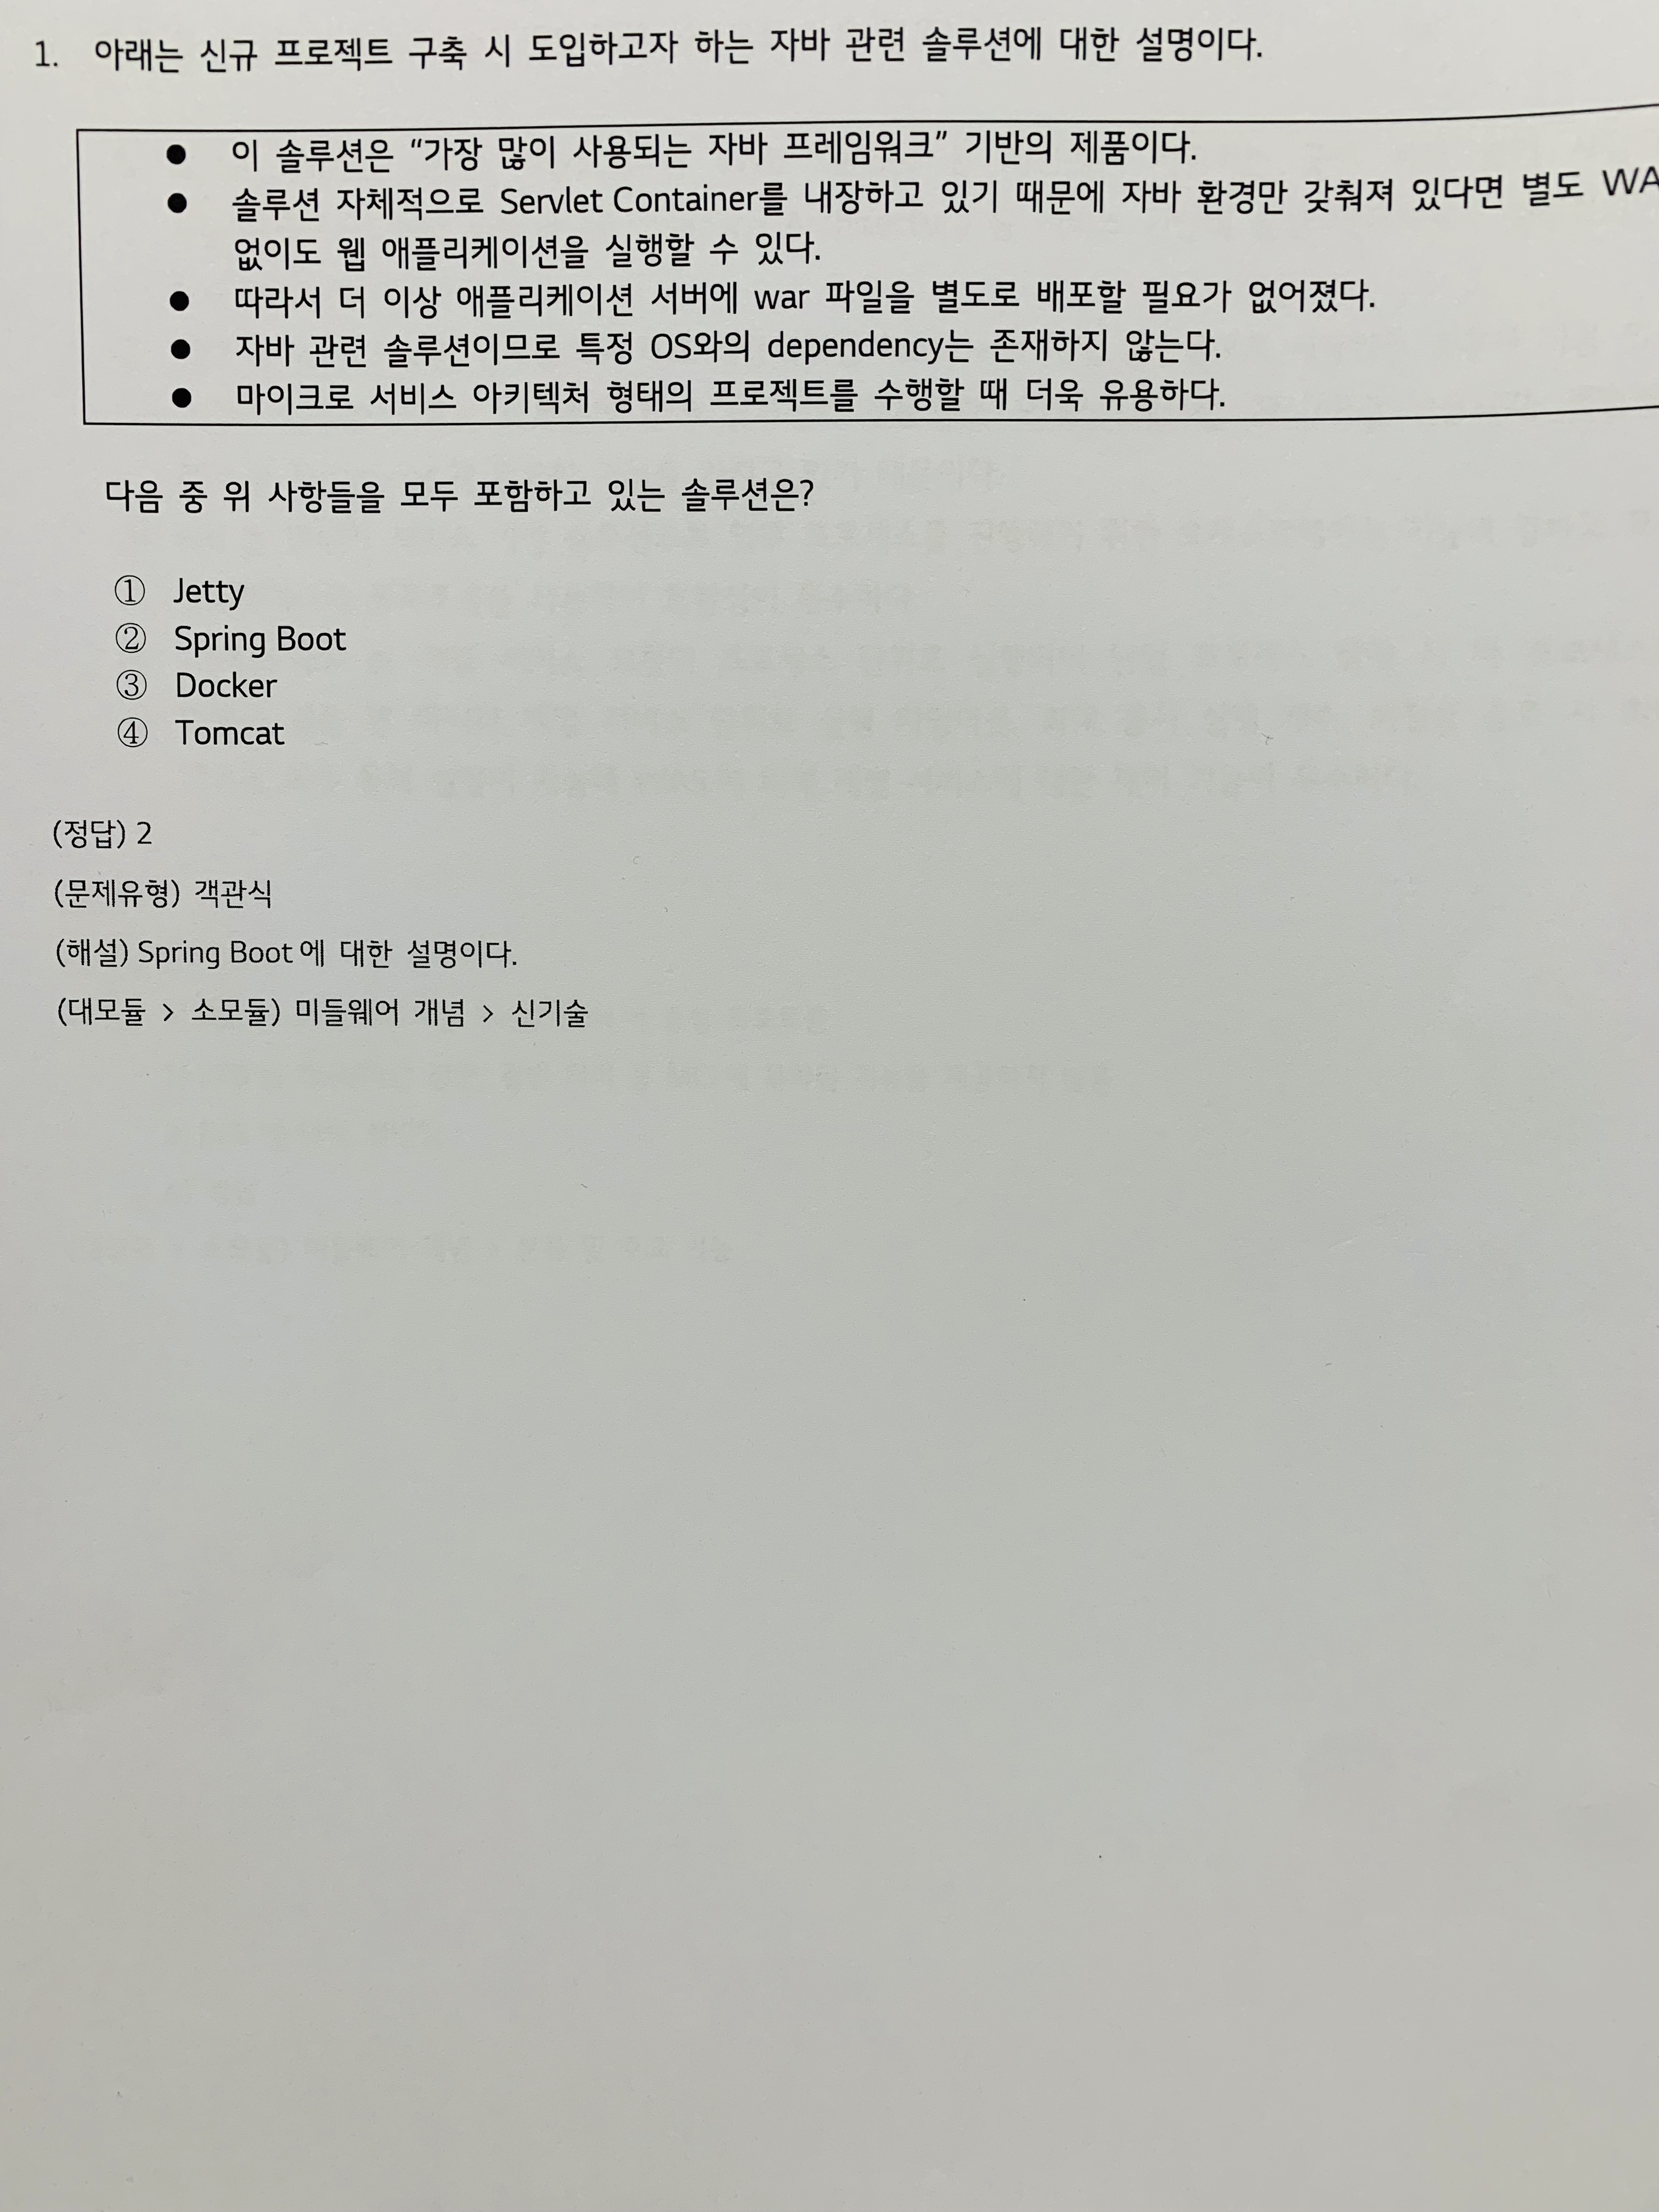 1. 아래는 신규 프로젝트 구축 시 도입하고자 하는 자바 관련 솔루션에 대한 설명이다.
● 이 솔루션은 “가장 많이 사용되는 자바 프레임워크” 기반의 제품이다.
● 솔루션 자체적으로 Servlet Container를 내장하고 있기 때문에 자바 환경만 갖춰져 있다면 별도 WA
없이도 웹 애플리케이션을 실행할 수 있다.
● 따라서 더 이상 애플리케이션 서버에 war 파일을 별도로 배포할 필요가 없어졌다.
● 자바 관련 솔루션이므로 특정 OS와의 dependency는 존재하지 않는다.
● 마이크로 서비스 아키텍처 형태의 프로젝트를 수행할 때 더욱 유용하다.
다음 중 위 사항들을 모두 포함하고 있는 솔루션은?
① Jetty
② Spring Boot
③ Docker
④ Tomcat
(정답) 2
(문제유형) 객관식
(해설) Spring Boot에 대한 설명이다.
(대모듈 > 소모듈) 미들웨어 개념 > 신기술